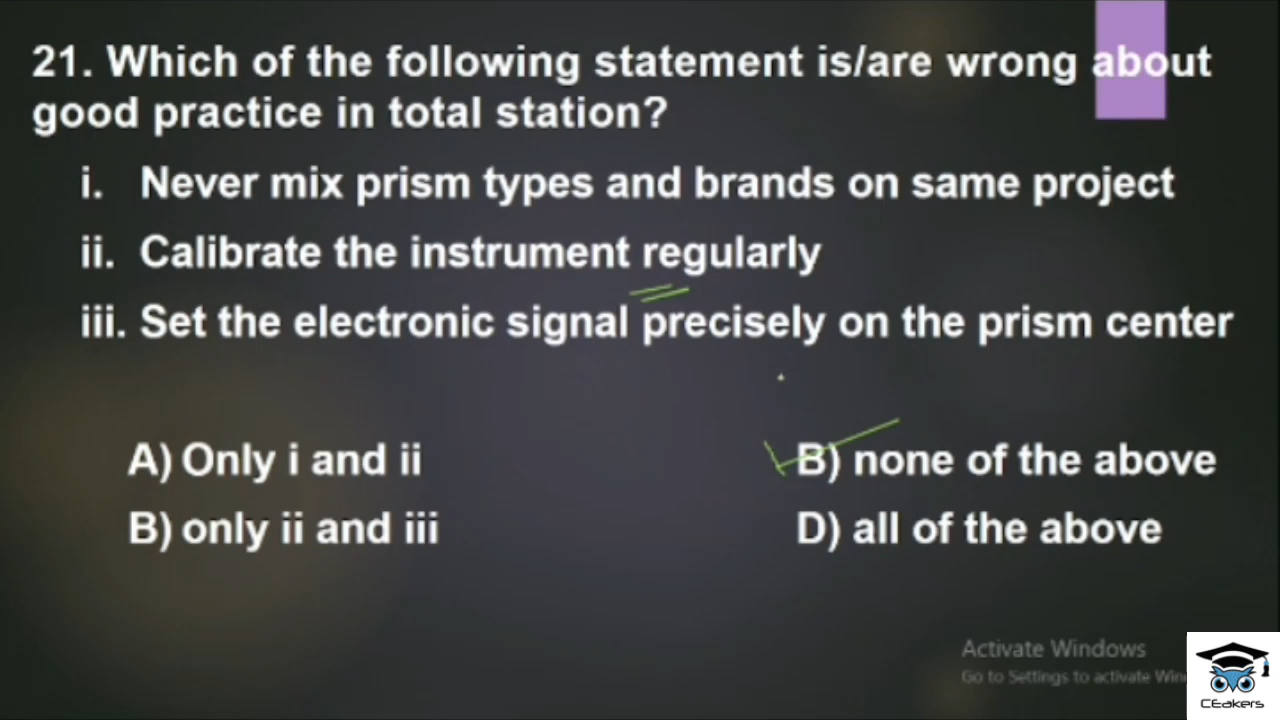 21. Which of the following statement is/are wrong about
good practice in total station?
i. Never mix prism types and brands on same project
ii. Calibrate the instrument regularly
iii. Set the electronic signal precisely on the prism center
A) Only i and ii
B) none of the above
B) only ii and iii
D) all of the above
Activate Windows
Go to Settings to activate Win
CEakers